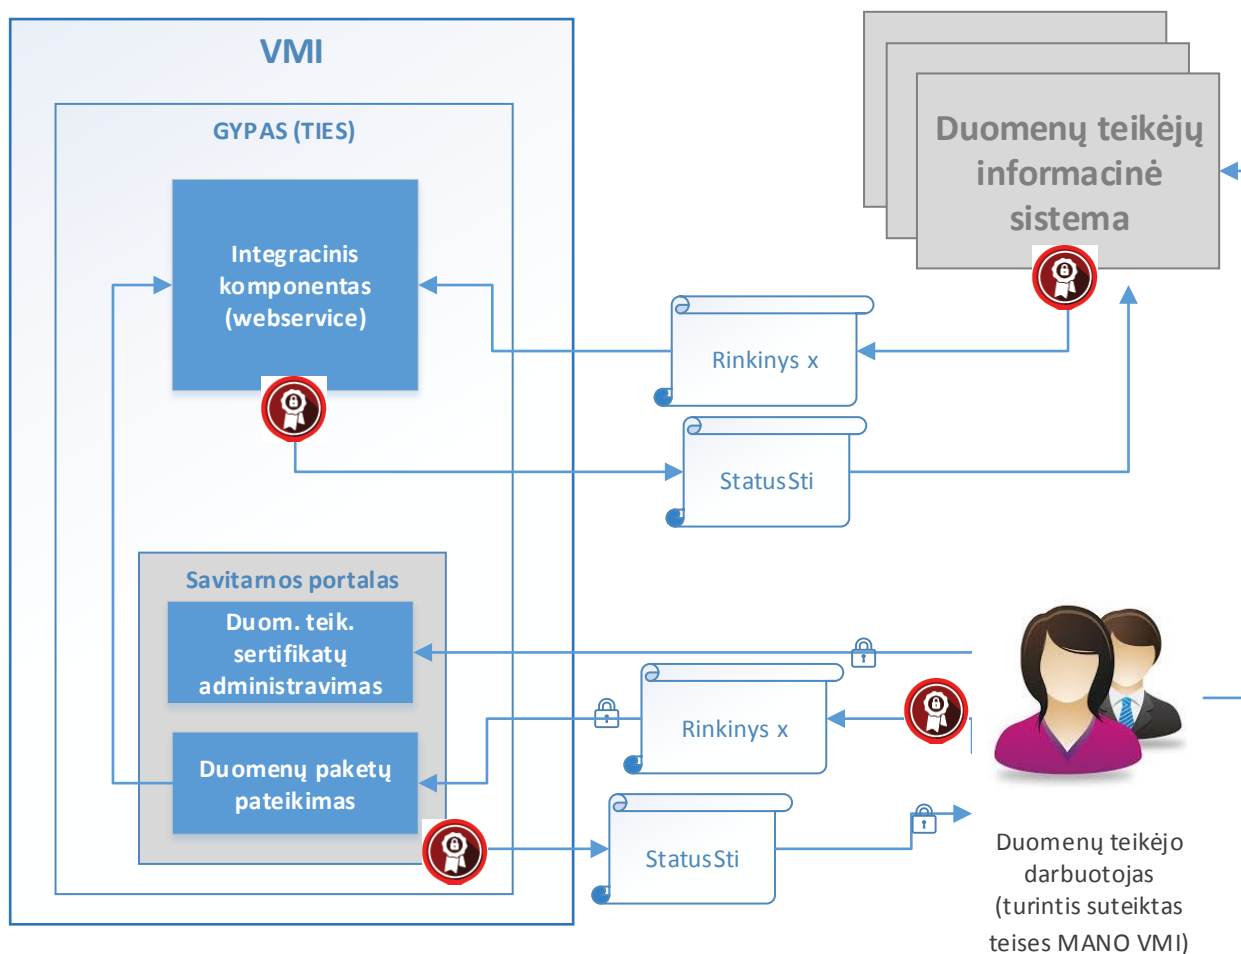 VMI
GYPAS (TIES)
Integracinis
komponentas
(webservice)
Duomenų teikėjų
informacinė
sistema
Rinkinys x
StatusSti
Savitarnos portalas
Duom. teik.
sertifikatų
administravimas
Rinkinys x
Duomenų paketų
pateikimas
StatusSti
Duomenų teikėjo
darbuotojas
(turintis suteiktas
teises MANO VMI)